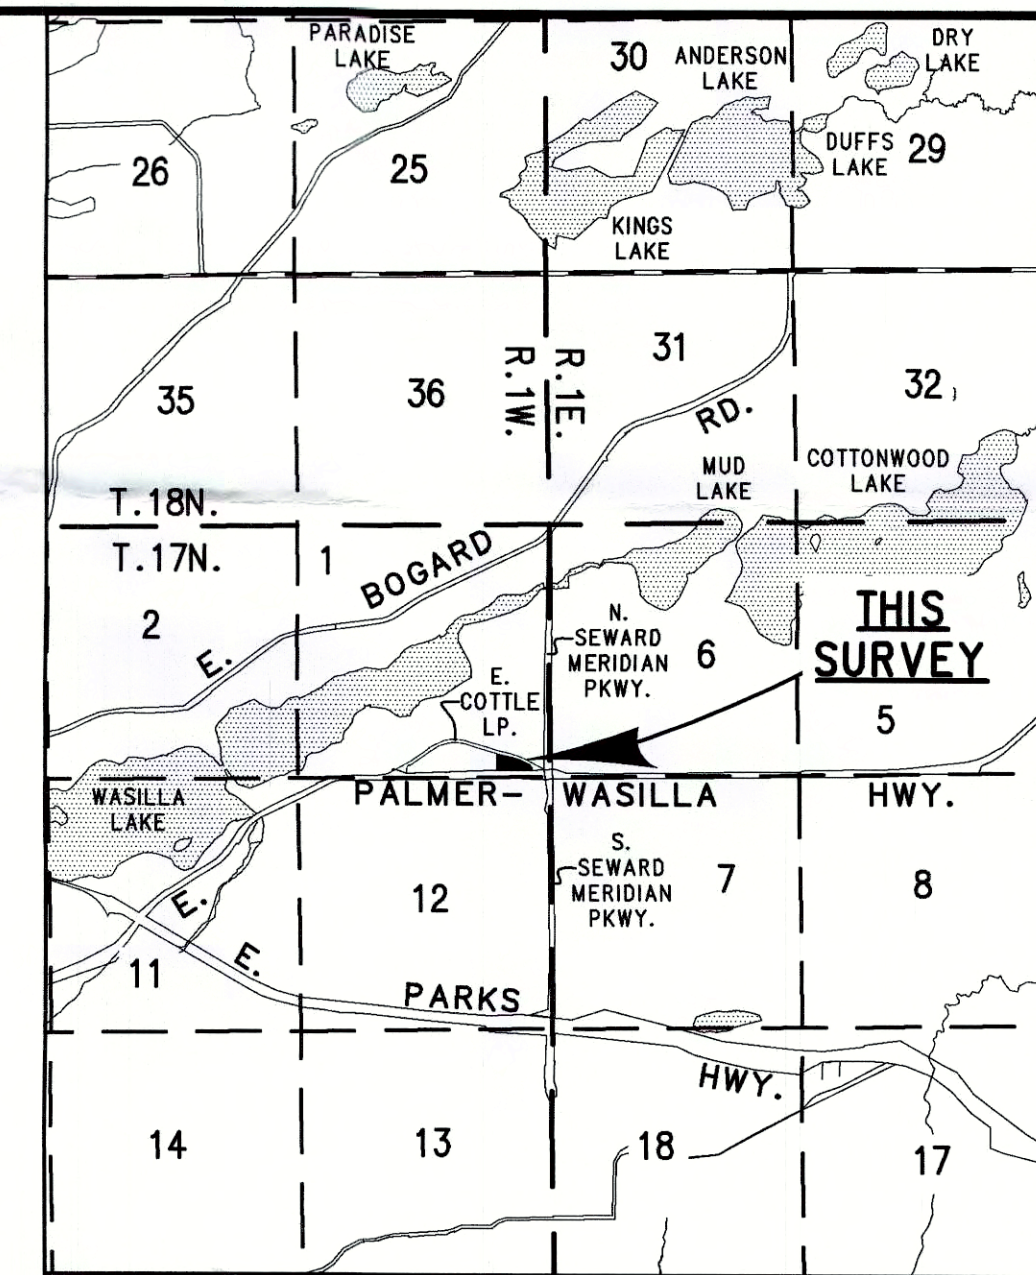 PARADISE
LAKE
30
ANDERSON
LAKE
DRY
LAKE
26
25
DUFFS
LAKE
29
KINGS
LAKE
35
36
R.1W.
R.1E.
31
RD.
32
MUD
LAKE
COTTONWOOD
LAKE
T.18N.
T.17N.
1
BOGARD
2
E.
N.
SEWARD
MERIDIAN
PKWY.
6
THIS
SURVEY
E.
COTTLE
LP.
5
WASILLA
LAKE
PALMER-
WASILLA
HWY.
S.
SEWARD
MERIDIAN
PKWY.
12
7
8
E.
E.
11
PARKS
HWY.
14
13
18
17